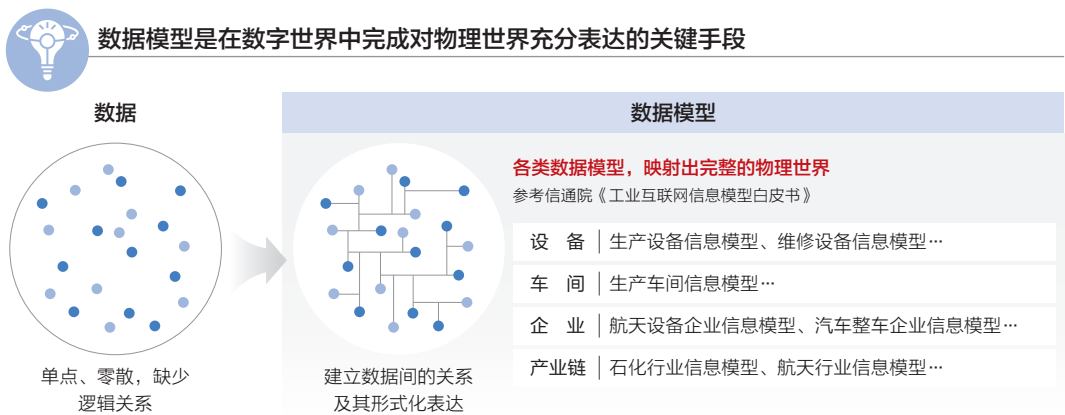 数据模型是在数字世界中完成对物理世界充分表达的关键手段
数据
单点、零散，缺少
逻辑关系
数据模型
建立数据间的关系
及其形式化表达
各类数据模型，映射出完整的物理世界
参考信通院《工业互联网信息模型白皮书》
设 备 | 生产设备信息模型、维修设备信息模型…
车 间 | 生产车间信息模型…
企 业 | 航天设备企业信息模型、汽车整车企业信息模型…
产业链 | 石化行业信息模型、航天行业信息模型…